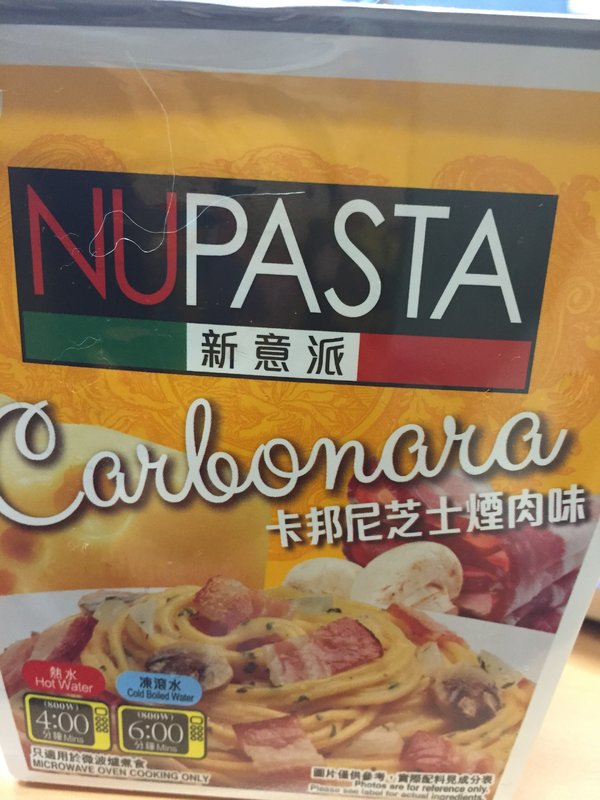 NUPASTA
新意派
Carbonara
卡邦尼芝士煙肉味
熱水
Hot Water
(800W)
4:00
分鐘 Mins
凍滾水
Cold Boiled Water
(800W)
6:00
分鐘 Mins
只適用於微波爐煮食
MICROWAVE OVEN COOKING ONLY
圖片僅供參考，實際配料見成分表
Photos are for reference only.
Please see label for actual ingredients.